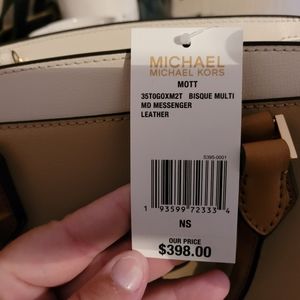 MICHAEL
MICHAEL KORS
MOTT
35T0GOXM2T BISQUE MULTI
MD MESSENGER
LEATHER
S395-0001
1 93599 72333 4
NS
OUR PRICE
$398.00